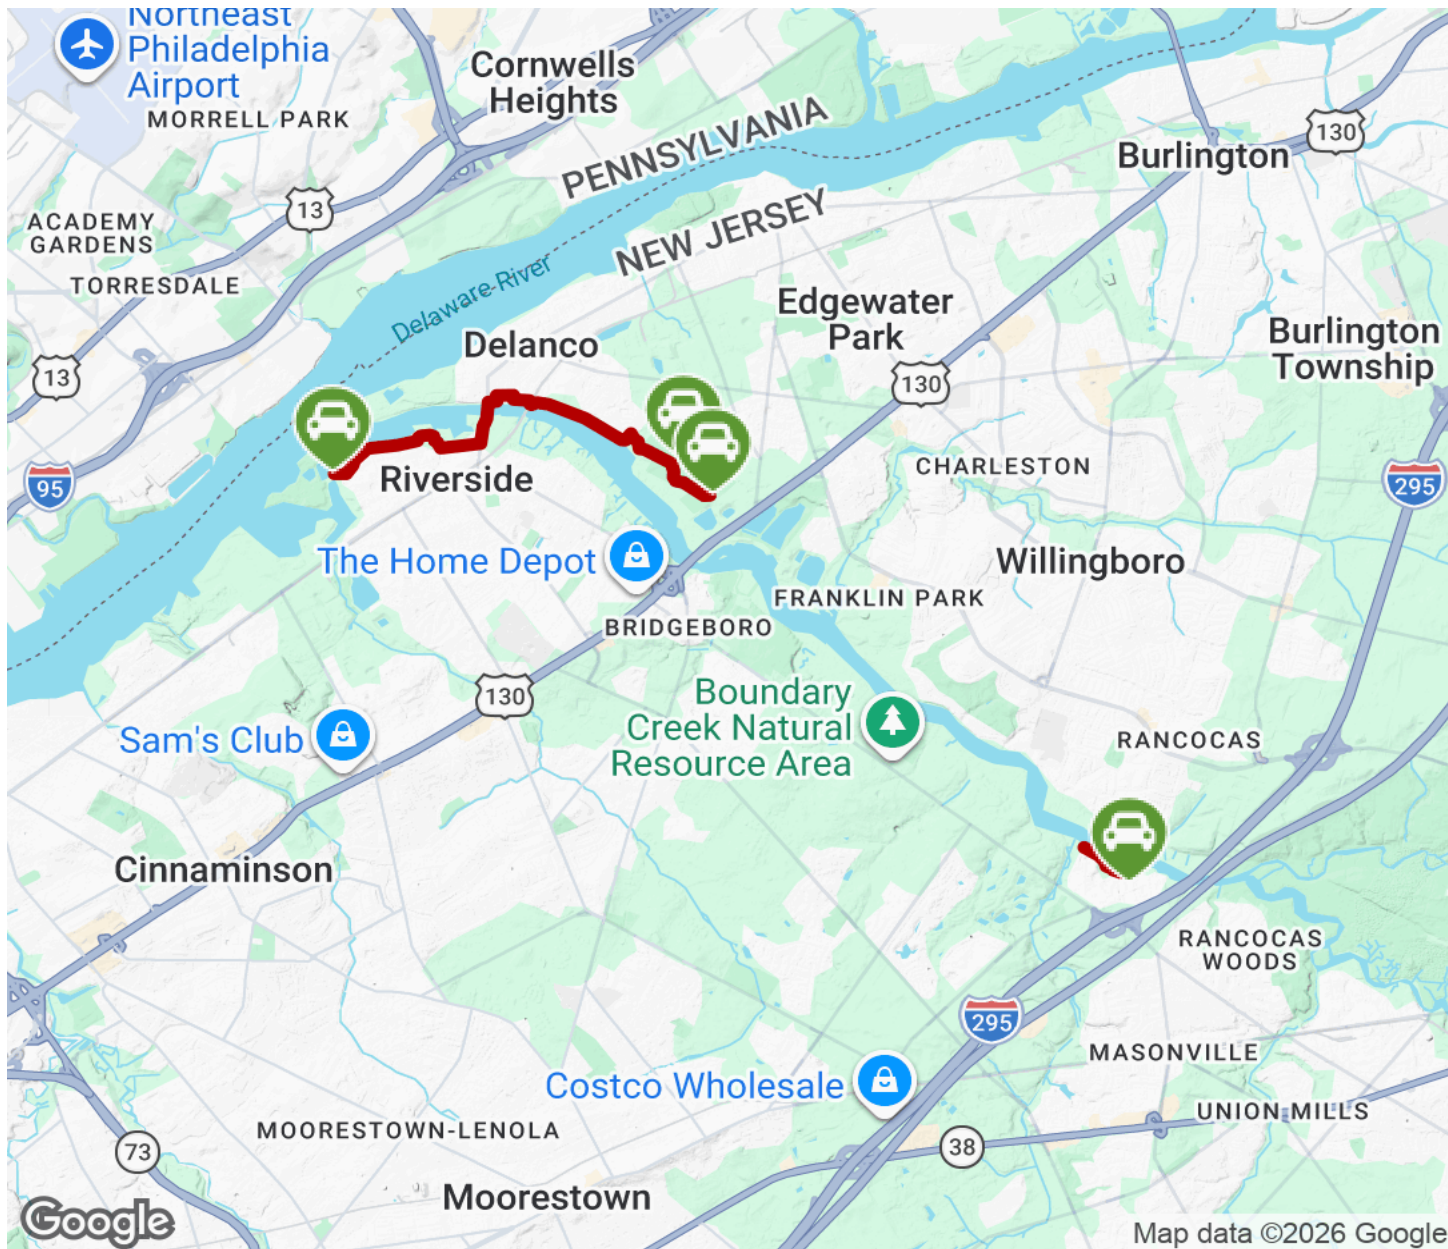 Northeast
Philadelphia
Airport
MORRELL PARK
Cornwells
Heights
PENNSYLVANIA
NEW JERSEY
Delaware River
Burlington
130
13
ACADEMY
GARDENS
TORRESDALE
13
Delanco
Edgewater
Park
130
Burlington
Township
95
Riverside
CHARLESTON
295
The Home Depot
Willingboro
FRANKLIN PARK
BRIDGEBORO
130
Boundary
Creek Natural
Resource Area
Sam's Club
RANCOCAS
Cinnaminson
RANCOCAS
WOODS
295
MASONVILLE
Costco Wholesale
UNION MILLS
MOORESTOWN-LENOLA
73
38
Moorestown
Google
Map data ©2026 Google